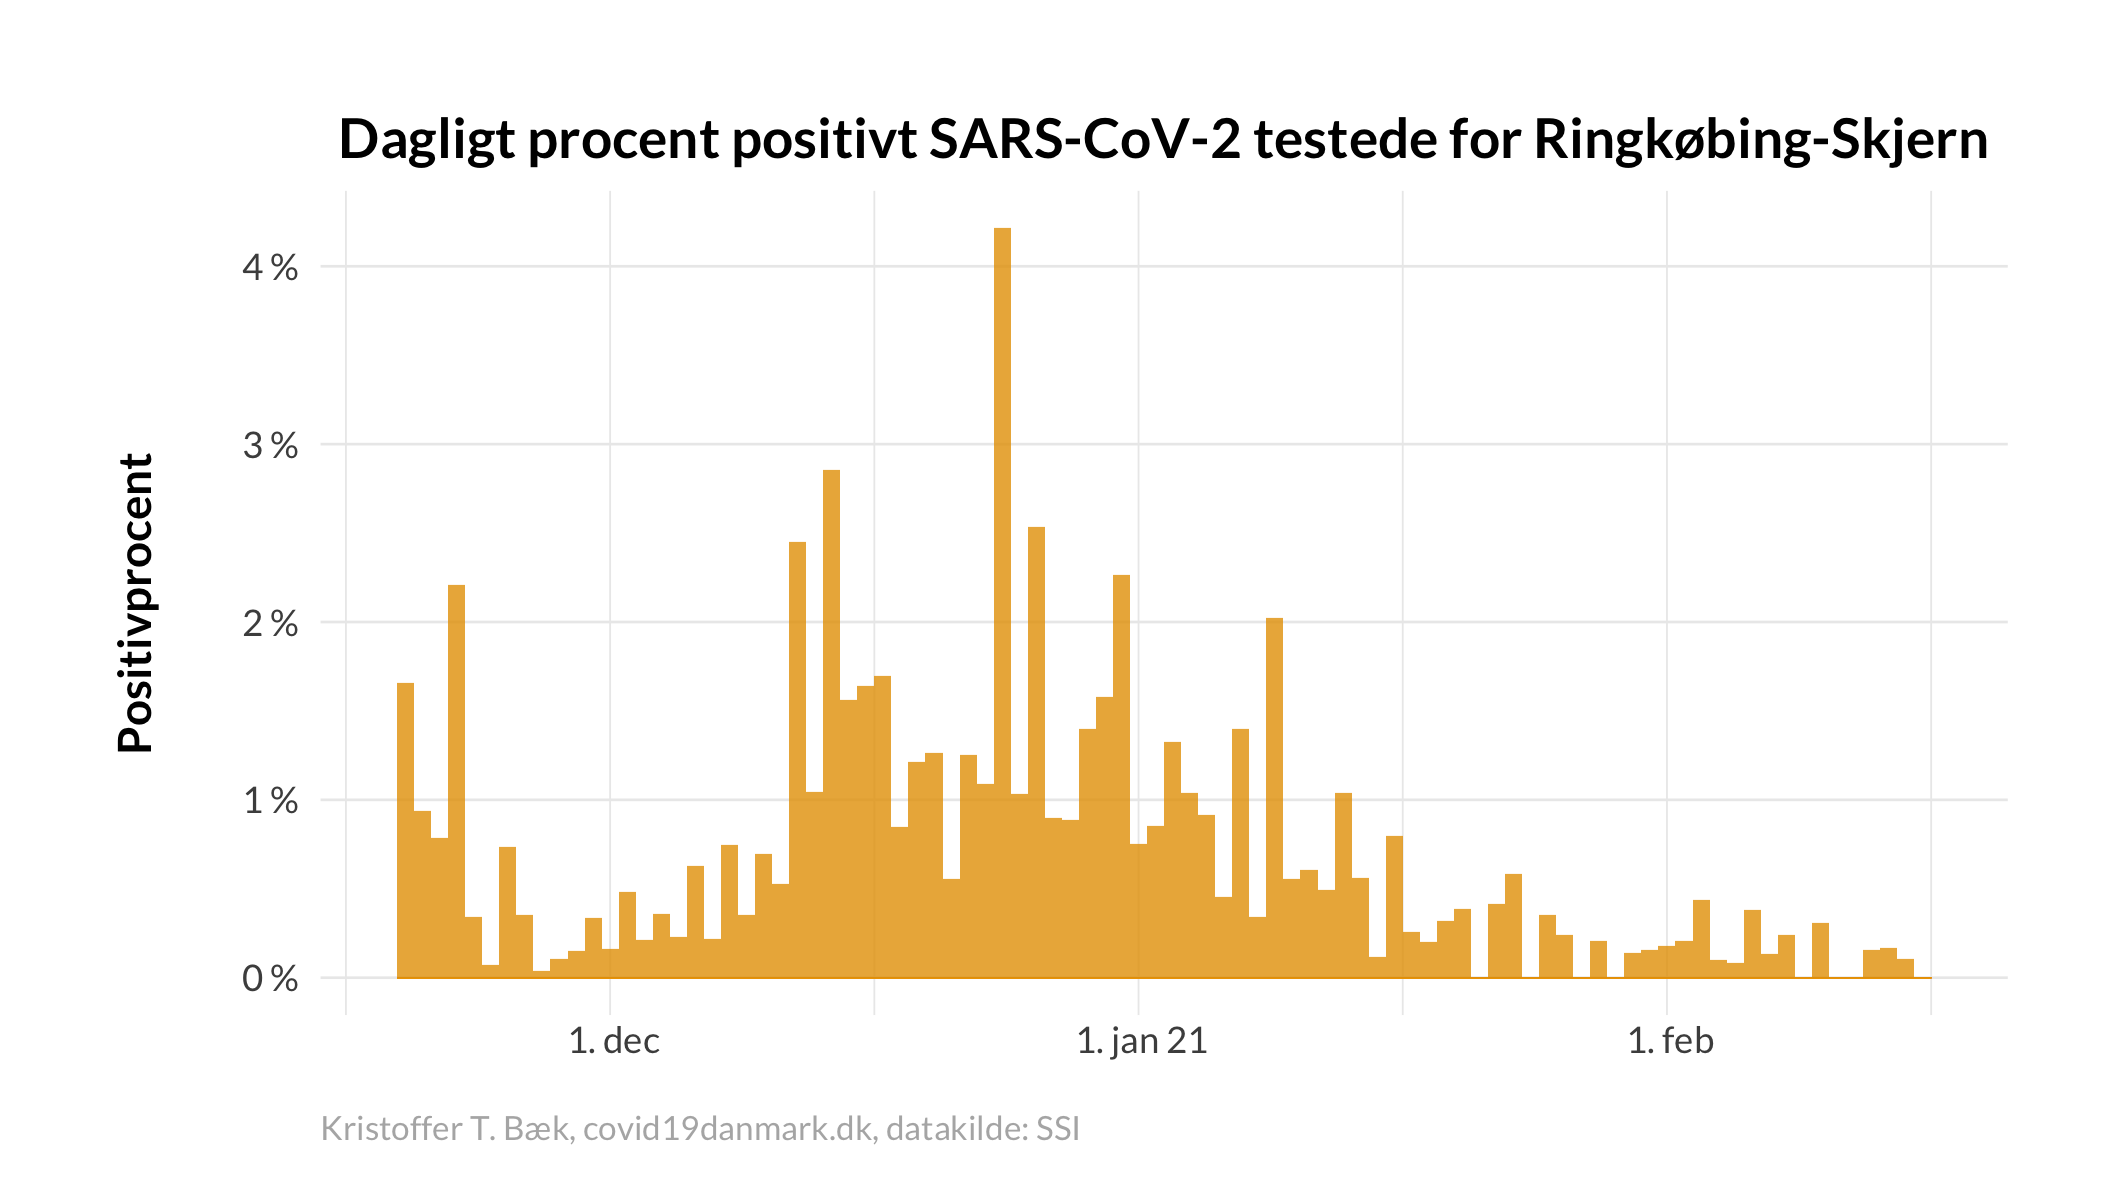 Dagligt procent positivt SARS-CoV-2 testede for Ringkøbing-Skjern
Positivprocent
4 %
3 %
2 %
1 %
0 %
1. dec
1. jan 21
1. feb
Kristoffer T. Bæk, covid19danmark.dk, datakilde: SSI